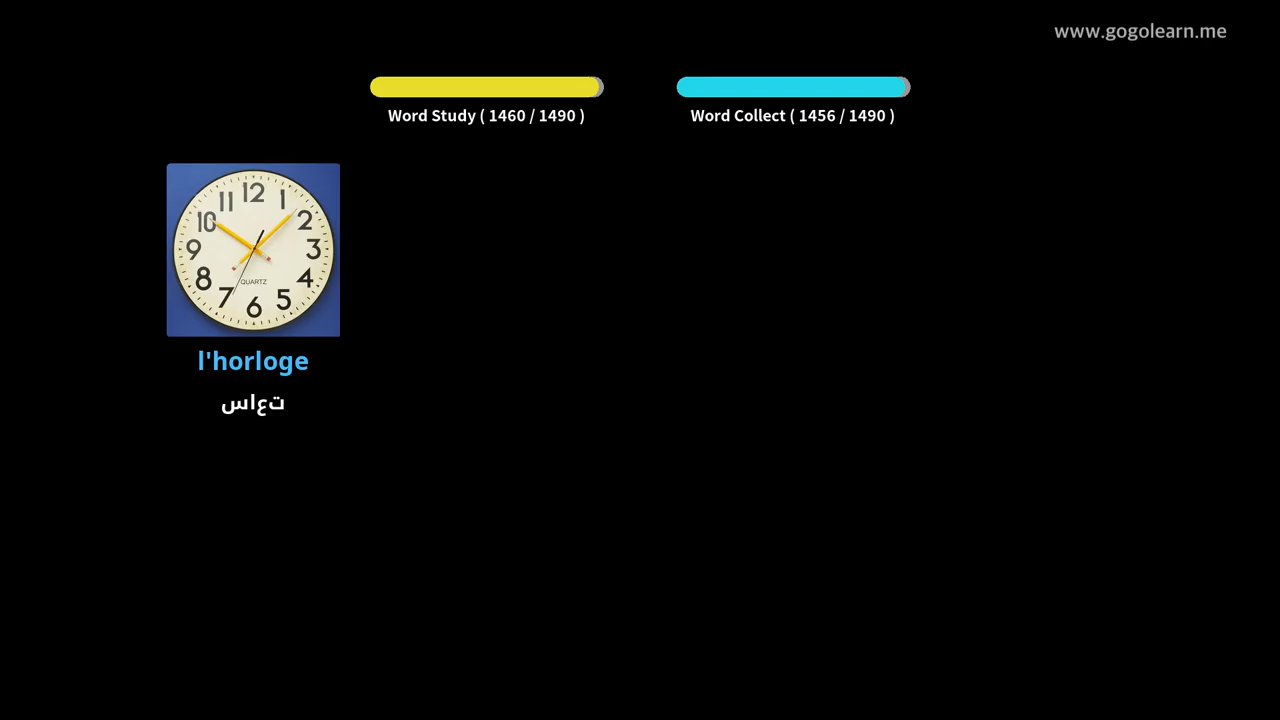 www.gogolearn.me
Word Study ( 1460 / 1490 )
Word Collect ( 1456 / 1490 )
12
11
1
10
2
9
3
8
4
QUARTZ
7
5
6
l'horloge
تعاس